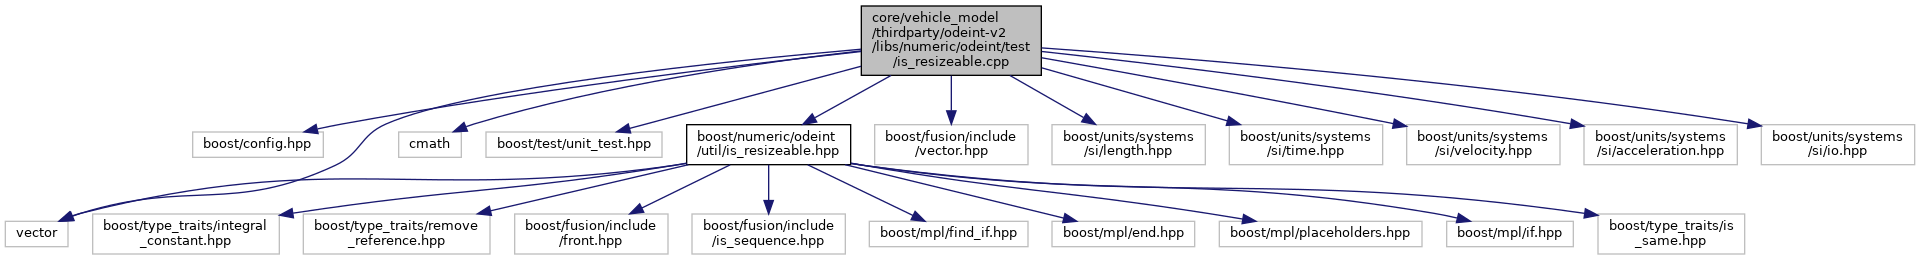 core/vehicle_model
/thirdparty/odeint-v2
/libs/numeric/odeint/test
/is_resizeable.cpp
boost/config.hpp
cmath
boost/test/unit_test.hpp
boost/numeric/odeint
/util/is_resizeable.hpp
boost/fusion/include
/vector.hpp
boost/units/systems
/si/length.hpp
boost/units/systems
/si/time.hpp
boost/units/systems
/si/velocity.hpp
boost/units/systems
/si/acceleration.hpp
boost/units/systems
/si/io.hpp
vector
boost/type_traits/integral
_constant.hpp
boost/type_traits/remove
_reference.hpp
boost/fusion/include
/front.hpp
boost/fusion/include
/is_sequence.hpp
boost/mpl/find_if.hpp
boost/mpl/end.hpp
boost/mpl/placeholders.hpp
boost/mpl/if.hpp
boost/type_traits/is
_same.hpp